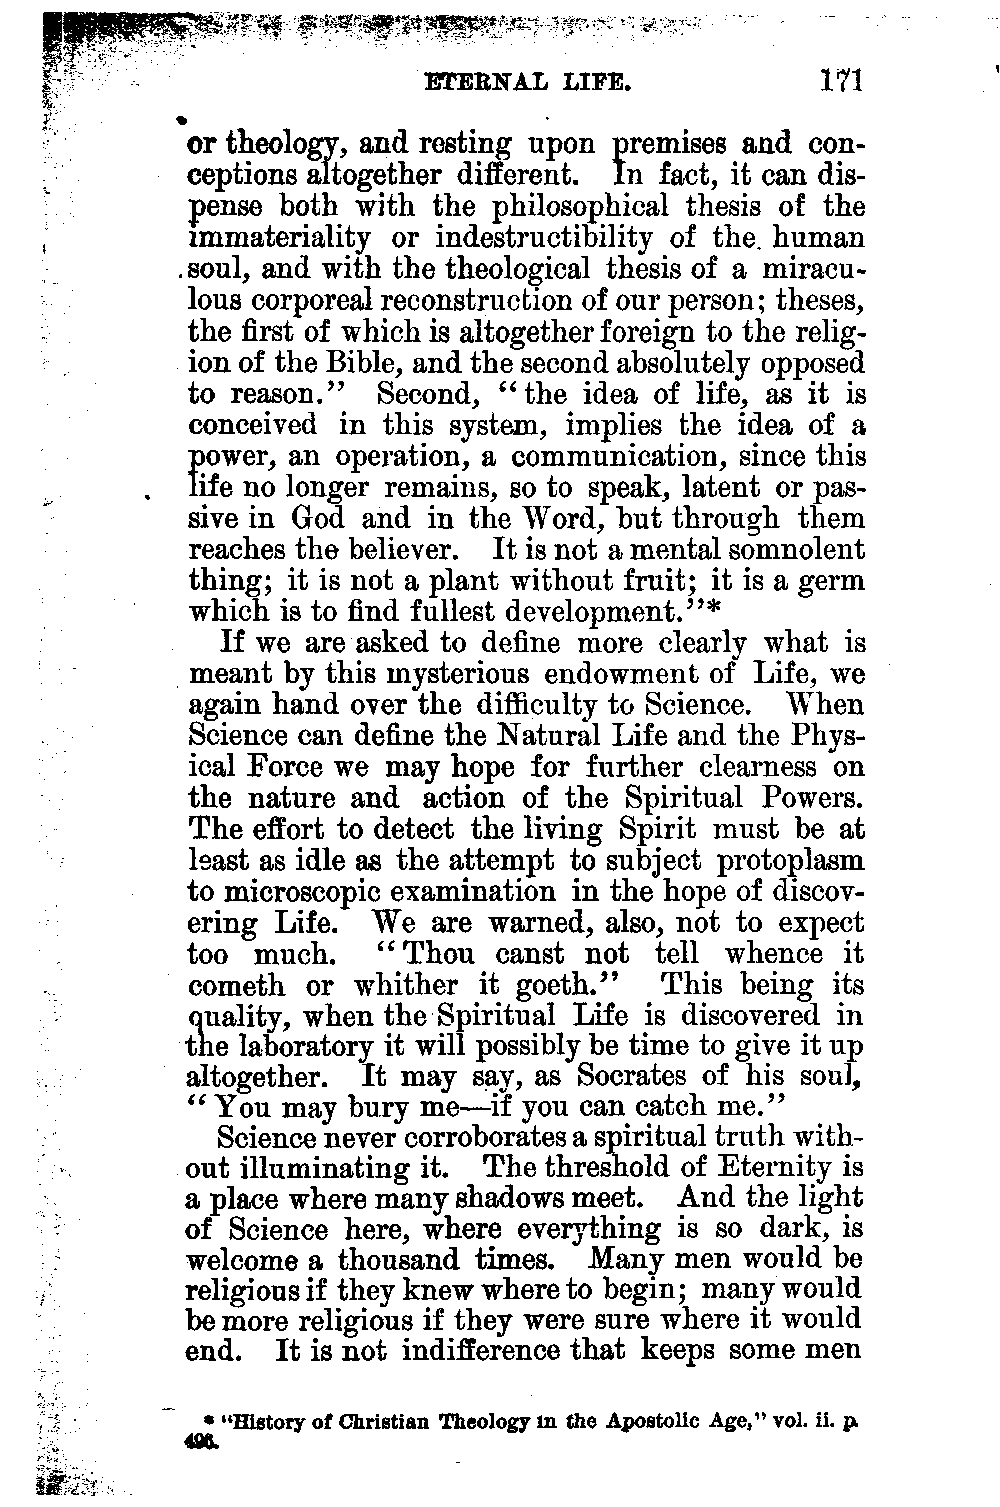 ETERNAL LIFE. 171
or theology, and resting upon premises and con-
ceptions altogether different. In fact, it can dis-
pense both with the philosophical thesis of the
immateriality or indestructibility of the human
soul, and with the theological thesis of a miracu-
lous corporeal reconstruction of our person; theses,
the first of which is altogether foreign to the relig-
ion of the Bible, and the second absolutely opposed
to reason." Second, "the idea of life, as it is
conceived in this system, implies the idea of a
power, an operation, a communication, since this
life no longer remains, so to speak, latent or pas-
sive in God and in the Word, but through them
reaches the believer. It is not a mental somnolent
thing; it is not a plant without fruit; it is a germ
which is to find fullest development."*
If we are asked to define more clearly what is
meant by this mysterious endowment of Life, we
again hand over the difficulty to Science. When
Science can define the Natural Life and the Phys-
ical Force we may hope for further clearness on
the nature and action of the Spiritual Powers.
The effort to detect the living Spirit must be at
least as idle as the attempt to subject protoplasm
to microscopic examination in the hope of discov-
ering Life. We are warned, also, not to expect
too much. "Thou canst not tell whence it
cometh or whither it goeth." This being its
quality, when the Spiritual Life is discovered in
the laboratory it will possibly be time to give it up
altogether. It may say, as Socrates of his soul,
"You may bury me—if you can catch me."
Science never corroborates a spiritual truth with-
out illuminating it. The threshold of Eternity is
a place where many shadows meet. And the light
of Science here, where everything is so dark, is
welcome a thousand times. Many men would be
religious if they knew where to begin; many would
be more religious if they were sure where it would
end. It is not indifference that keeps some men
* "History of Christian Theology in the Apostolic Age," vol. ii. p.
496.